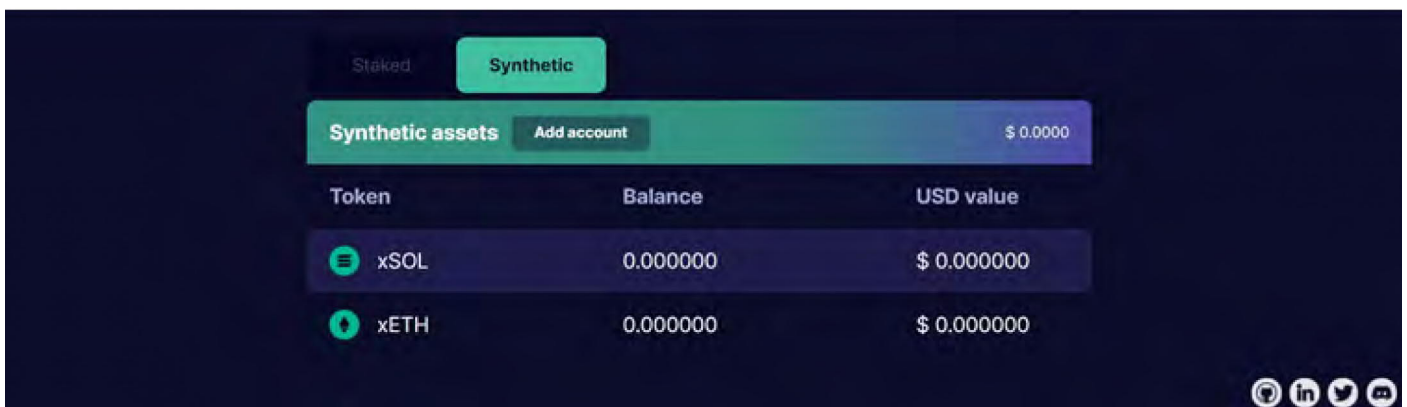 Staked Synthetic
Synthetic assets Add account $ 0.0000
Token Balance USD value
xSOL 0.000000 $ 0.000000
xETH 0.000000 $ 0.000000
in